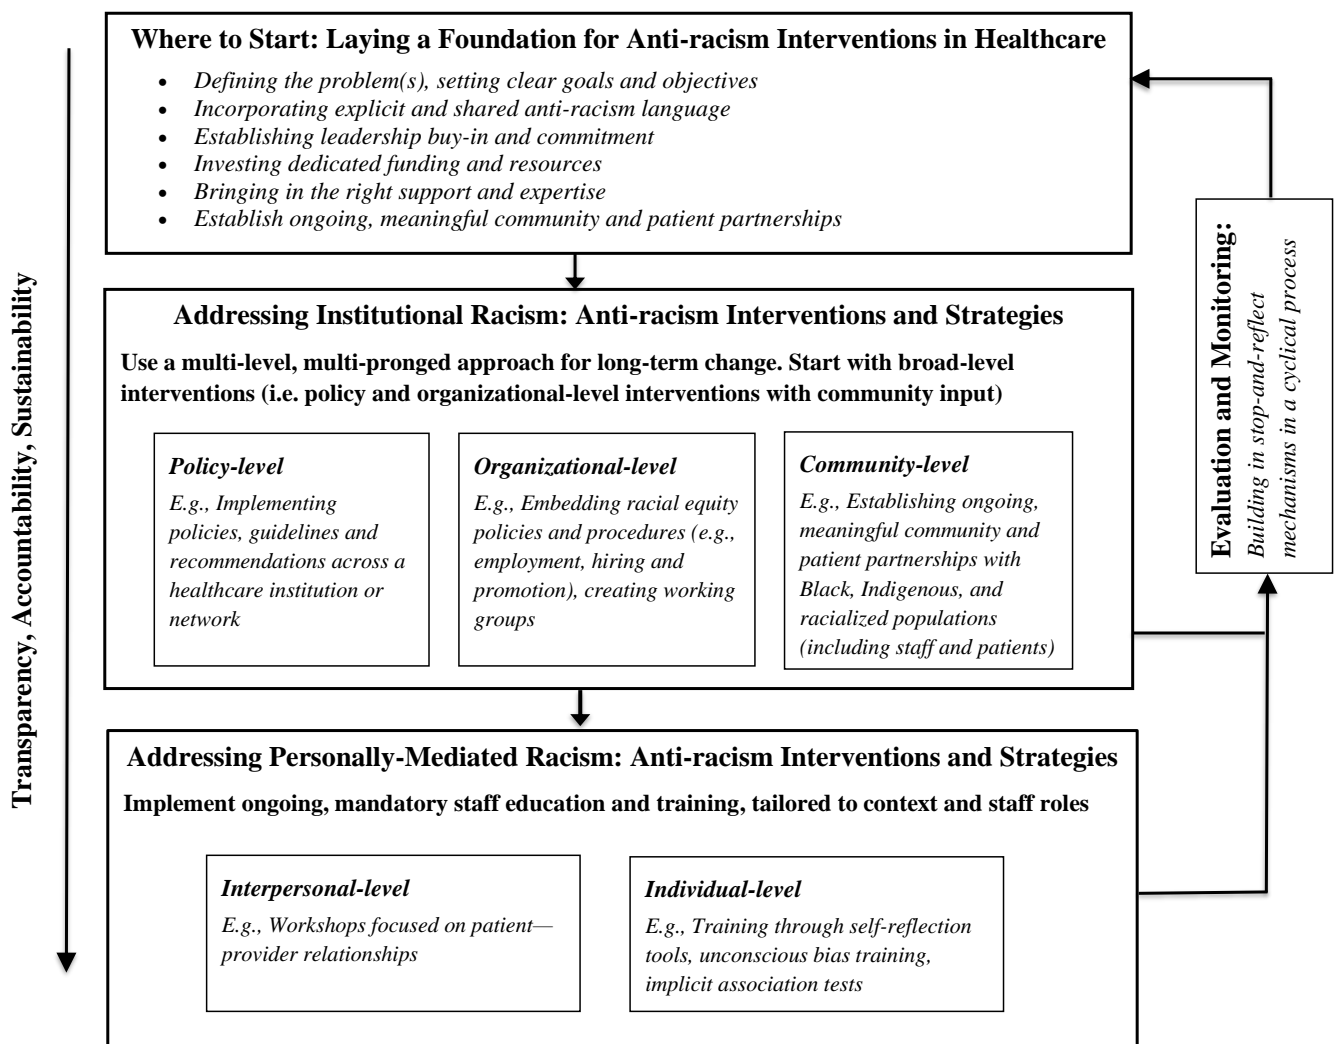 Where to Start: Laying a Foundation for Anti-racism Interventions in Healthcare
• Defining the problem(s), setting clear goals and objectives
• Incorporating explicit and shared anti-racism language
• Establishing leadership buy-in and commitment
• Investing dedicated funding and resources
• Bringing in the right support and expertise
• Establish ongoing, meaningful community and patient partnerships
Transparency, Accountability, Sustainability
Addressing Institutional Racism: Anti-racism Interventions and Strategies
Use a multi-level, multi-pronged approach for long-term change. Start with broad-level
interventions (i.e. policy and organizational-level interventions with community input)
Policy-level
E.g., Implementing
policies, guidelines and
recommendations across a
healthcare institution or
network
Organizational-level
E.g., Embedding racial equity
policies and procedures (e.g.,
employment, hiring and
promotion), creating working
groups
Community-level
E.g., Establishing ongoing,
meaningful community and
patient partnerships with
Black, Indigenous, and
racialized populations
(including staff and patients)
Evaluation and Monitoring:
Building in stop-and-reflect
mechanisms in a cyclical process
Addressing Personally-Mediated Racism: Anti-racism Interventions and Strategies
Implement ongoing, mandatory staff education and training, tailored to context and staff roles
Interpersonal-level
E.g., Workshops focused on patient—
provider relationships
Individual-level
E.g., Training through self-reflection
tools, unconscious bias training,
implicit association tests